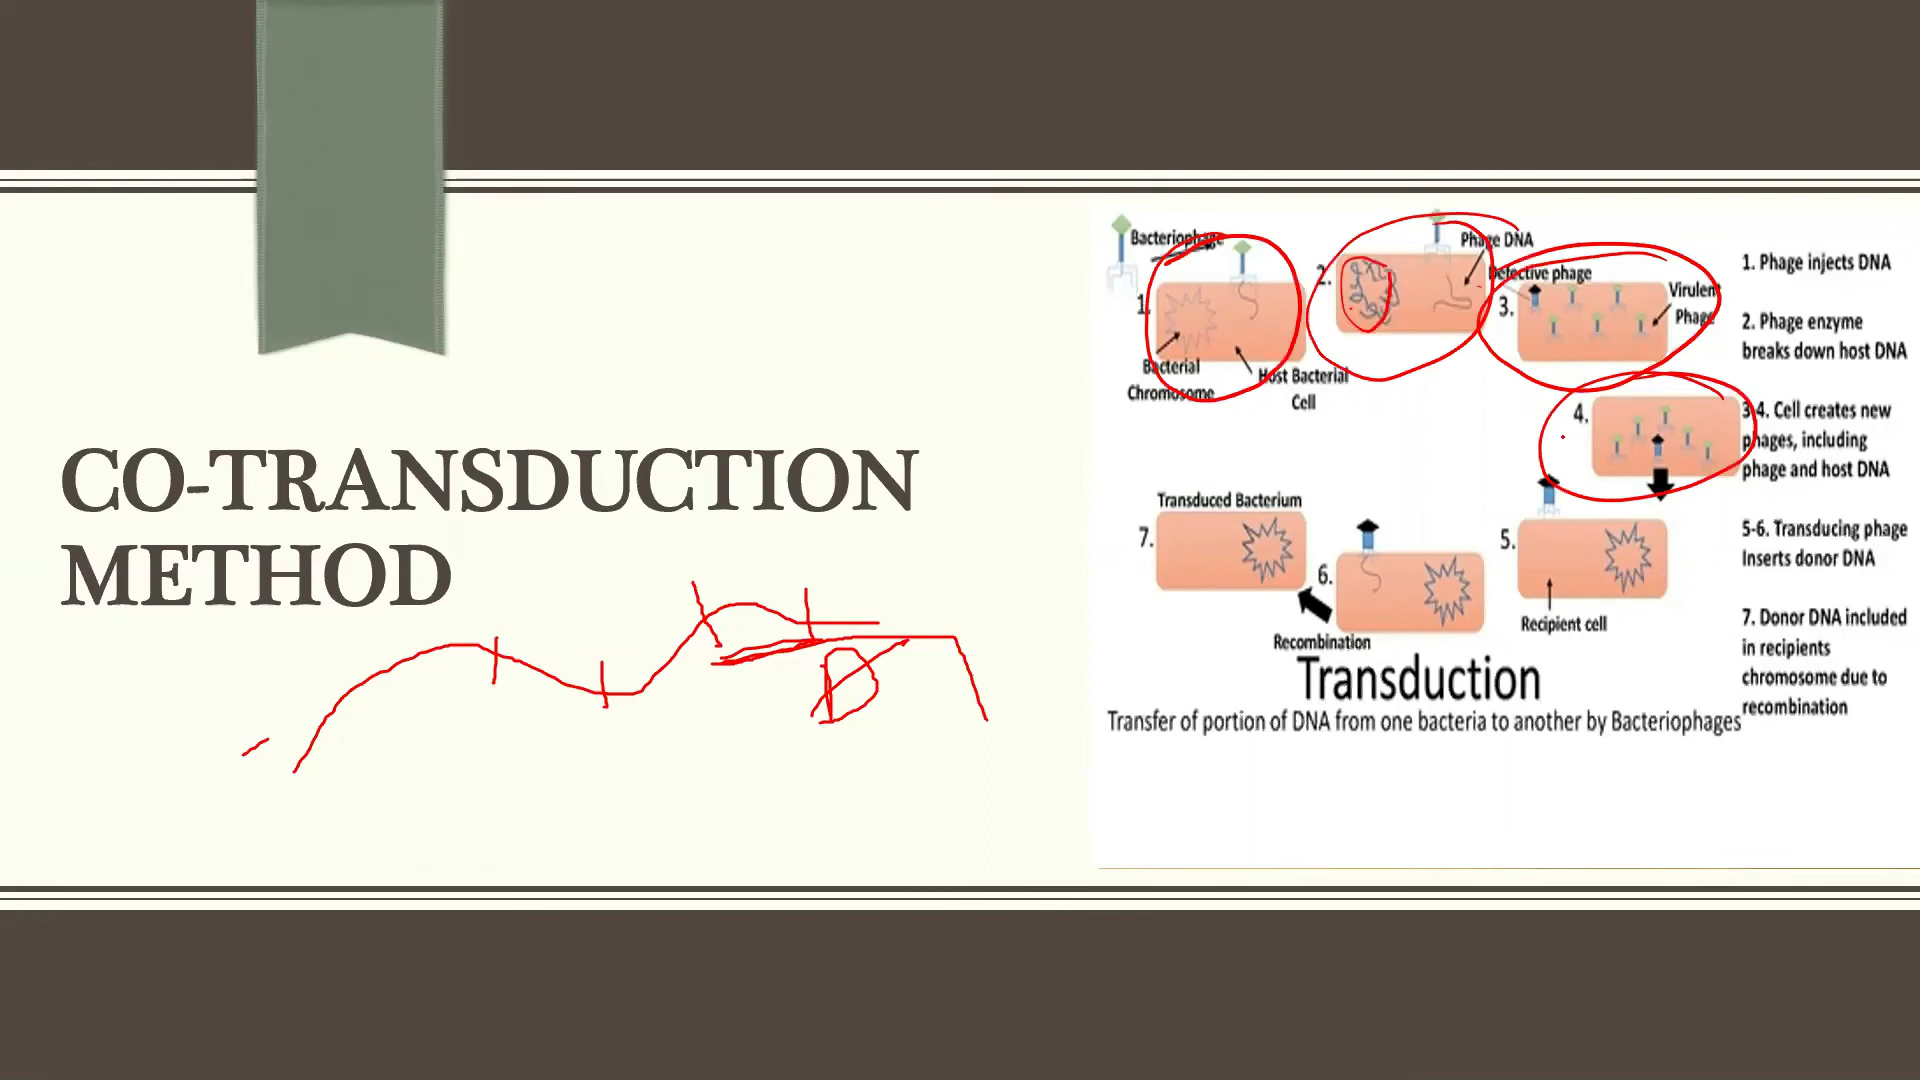 CO-TRANSDUCTION
METHOD
Bacteriophage
1.
Bacterial
Chromosome
Host Bacterial
Cell
2.
Phage DNA
Defective phage
3.
Virulent
Phage
4.
5.
Recipient cell
6.
Recombination
Transduced Bacterium
7.
Transduction
Transfer of portion of DNA from one bacteria to another by Bacteriophages
1. Phage injects DNA
2. Phage enzyme
breaks down host DNA
3-4. Cell creates new
phages, including
phage and host DNA
5-6. Transducing phage
Inserts donor DNA
7. Donor DNA included
in recipients
chromosome due to
recombination
D